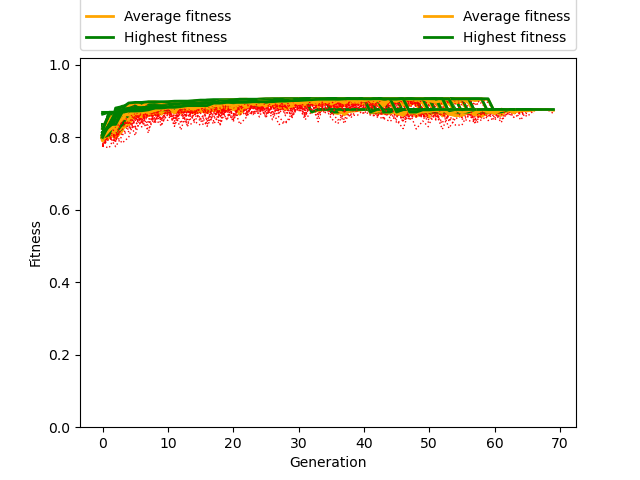 Average fitness Average fitness
Highest fitness Highest fitness
1.0
0.8
0.6
0.4
0.2
0.0
Fitness
0 10 20 30 40 50 60 70
Generation